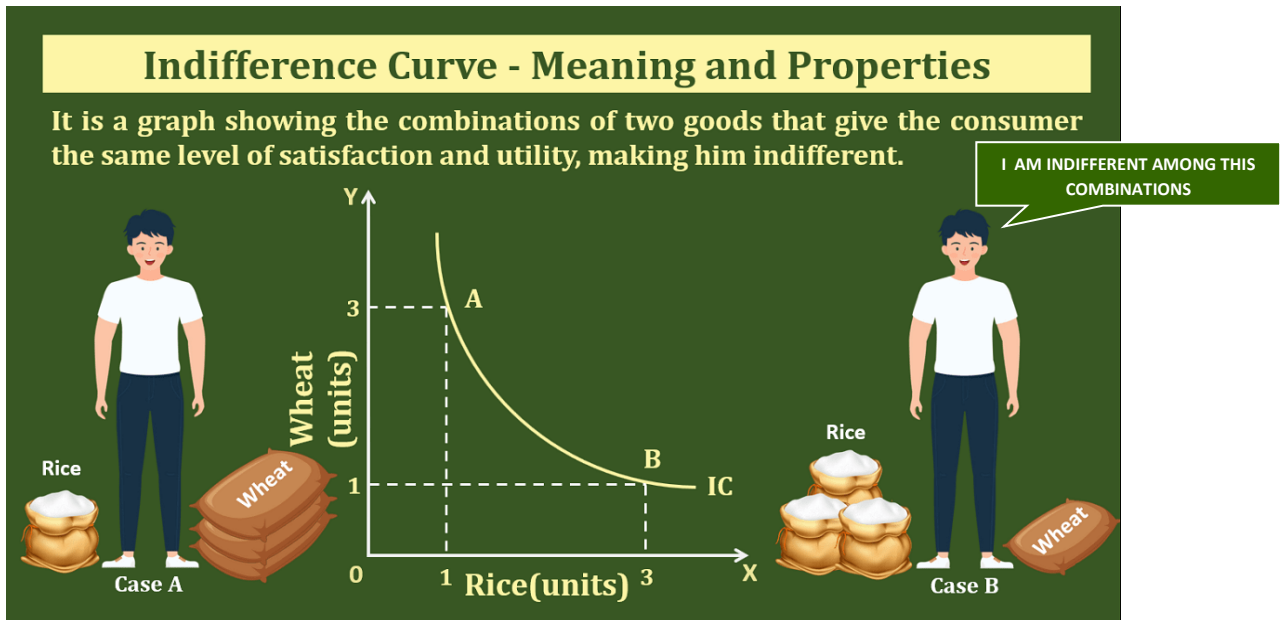 Indifference Curve - Meaning and Properties
It is a graph showing the combinations of two goods that give the consumer
the same level of satisfaction and utility, making him indifferent.
I AM INDIFFERENT AMONG THIS
COMBINATIONS
Y
3
A
Wheat
(units)
B
1
IC
0
1
Rice(units)
3
X
Rice
Wheat
Case A
Rice
Wheat
Case B